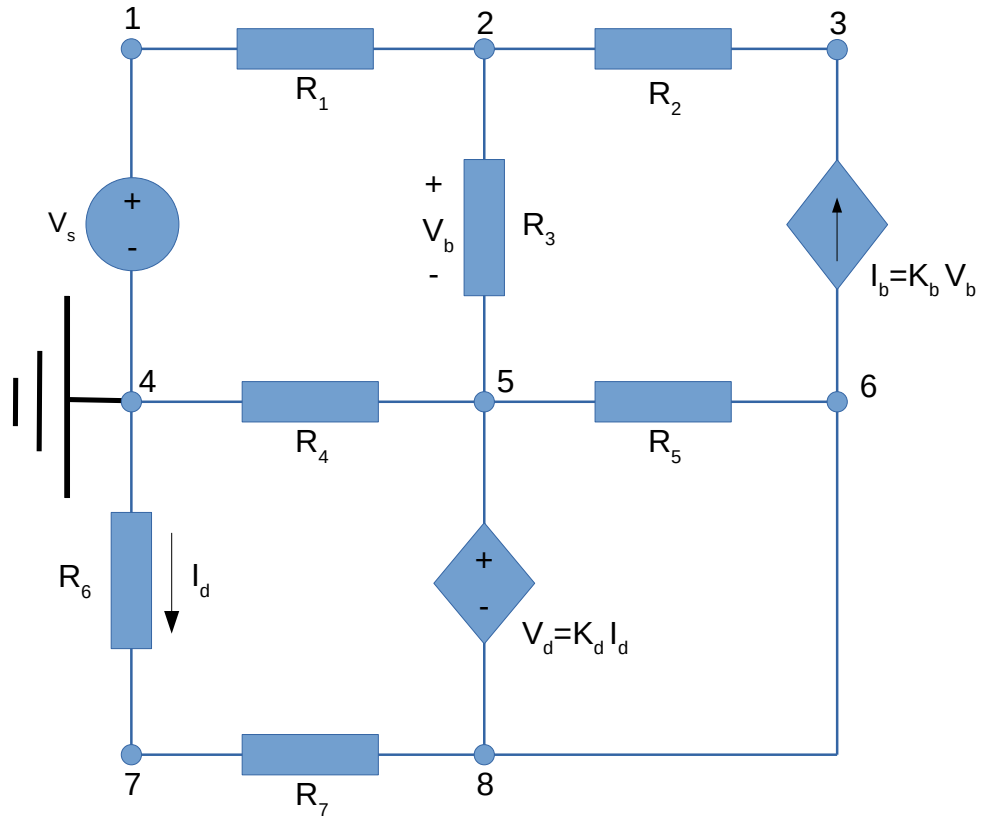 1
2
3
R1
R2
+
-
Vs
+
Vb
-
R3
Ib=Kb Vb
4
5
6
R4
R5
R6
Id
+
-
Vd=Kd Id
7
R7
8